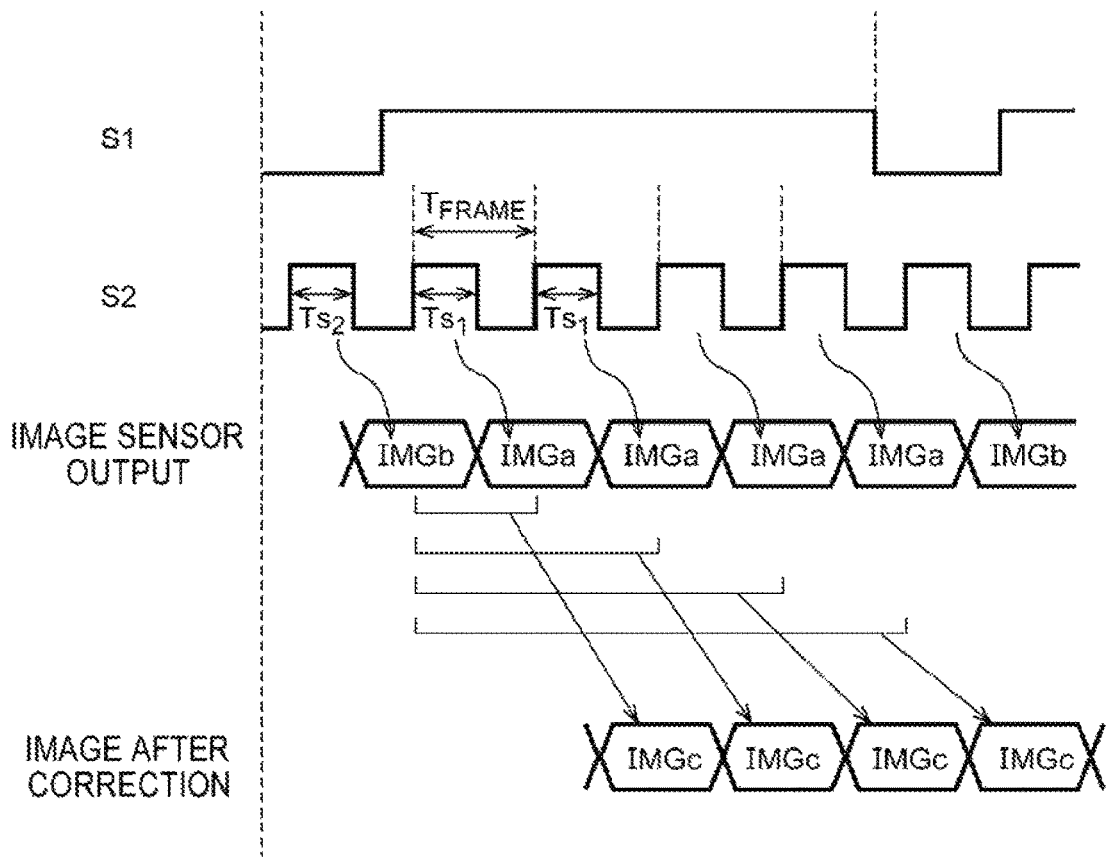 S1
T_FRAME
S2
Ts₂ Ts₁ Ts₁
IMAGE SENSOR
OUTPUT
IMGb IMGa IMGa IMGa IMGa IMGb
IMAGE AFTER
CORRECTION
IMGc IMGc IMGc IMGc